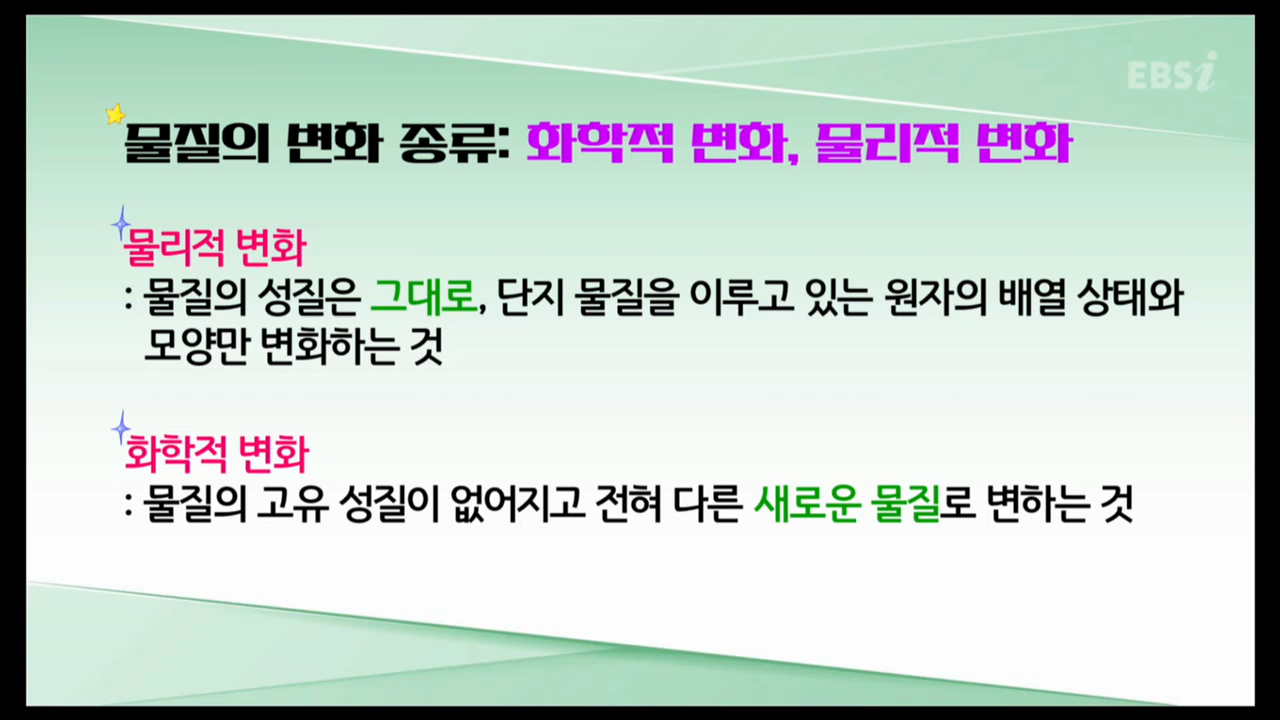 EBSi
물질의 변화 종류: 화학적 변화, 물리적 변화
물리적 변화
: 물질의 성질은 그대로, 단지 물질을 이루고 있는 원자의 배열 상태와
모양만 변화하는 것
화학적 변화
: 물질의 고유 성질이 없어지고 전혀 다른 새로운 물질로 변하는 것